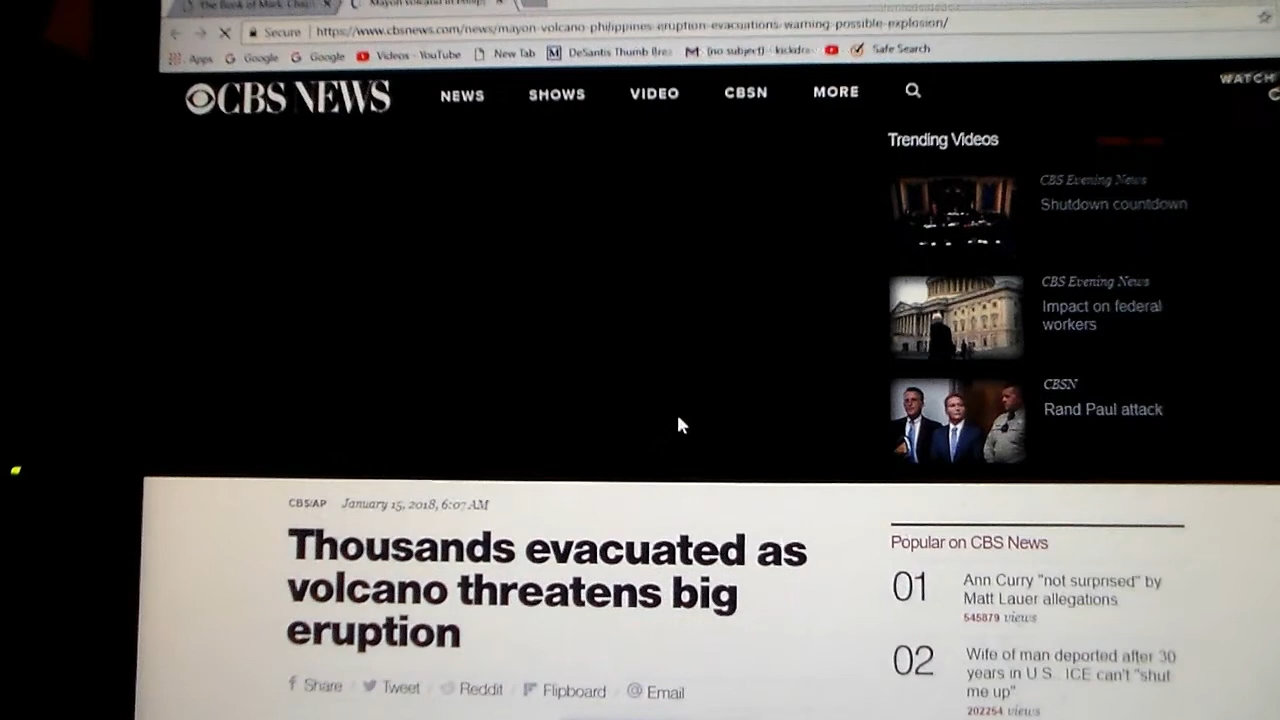 The Book of Mark, Chap
Mayon volcano in Philip
Secure https://www.cbsnews.com/news/mayon-volcano-philippines-eruption-evacuations-warning-possible-explosion/
Apps Google Google Videos - YouTube New Tab DeSantis Thumb Brea (no subject) - kickdra Safe Search
CBS NEWS NEWS SHOWS VIDEO CBSN MORE WATCH
Trending Videos
CBS Evening News
Shutdown countdown
CBS Evening News
Impact on federal
workers
CBSN
Rand Paul attack
CBS/AP January 15, 2018, 6:07 AM
Thousands evacuated as
volcano threatens big
eruption
Share Tweet Reddit Flipboard Email
Popular on CBS News
01 Ann Curry "not surprised" by
Matt Lauer allegations
545879 views
02 Wife of man deported after 30
years in U.S. ICE can't "shut
me up"
202254 views